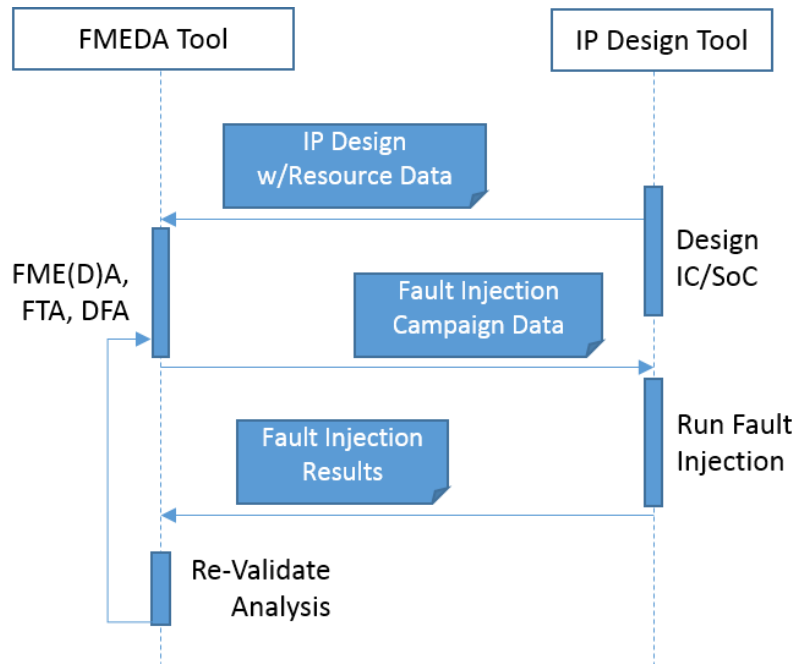 FMEDA Tool
IP Design Tool
IP Design
w/Resource Data
Design
IC/SoC
FME(D)A,
FTA, DFA
Fault Injection
Campaign Data
Run Fault
Injection
Fault Injection
Results
Re-Validate
Analysis